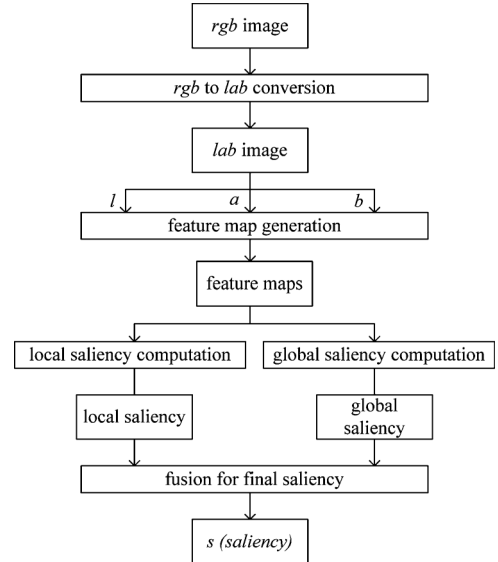 rgb image
rgb to lab conversion
lab image
l a b
feature map generation
feature maps
local saliency computation
global saliency computation
local saliency
global
saliency
fusion for final saliency
s (saliency)